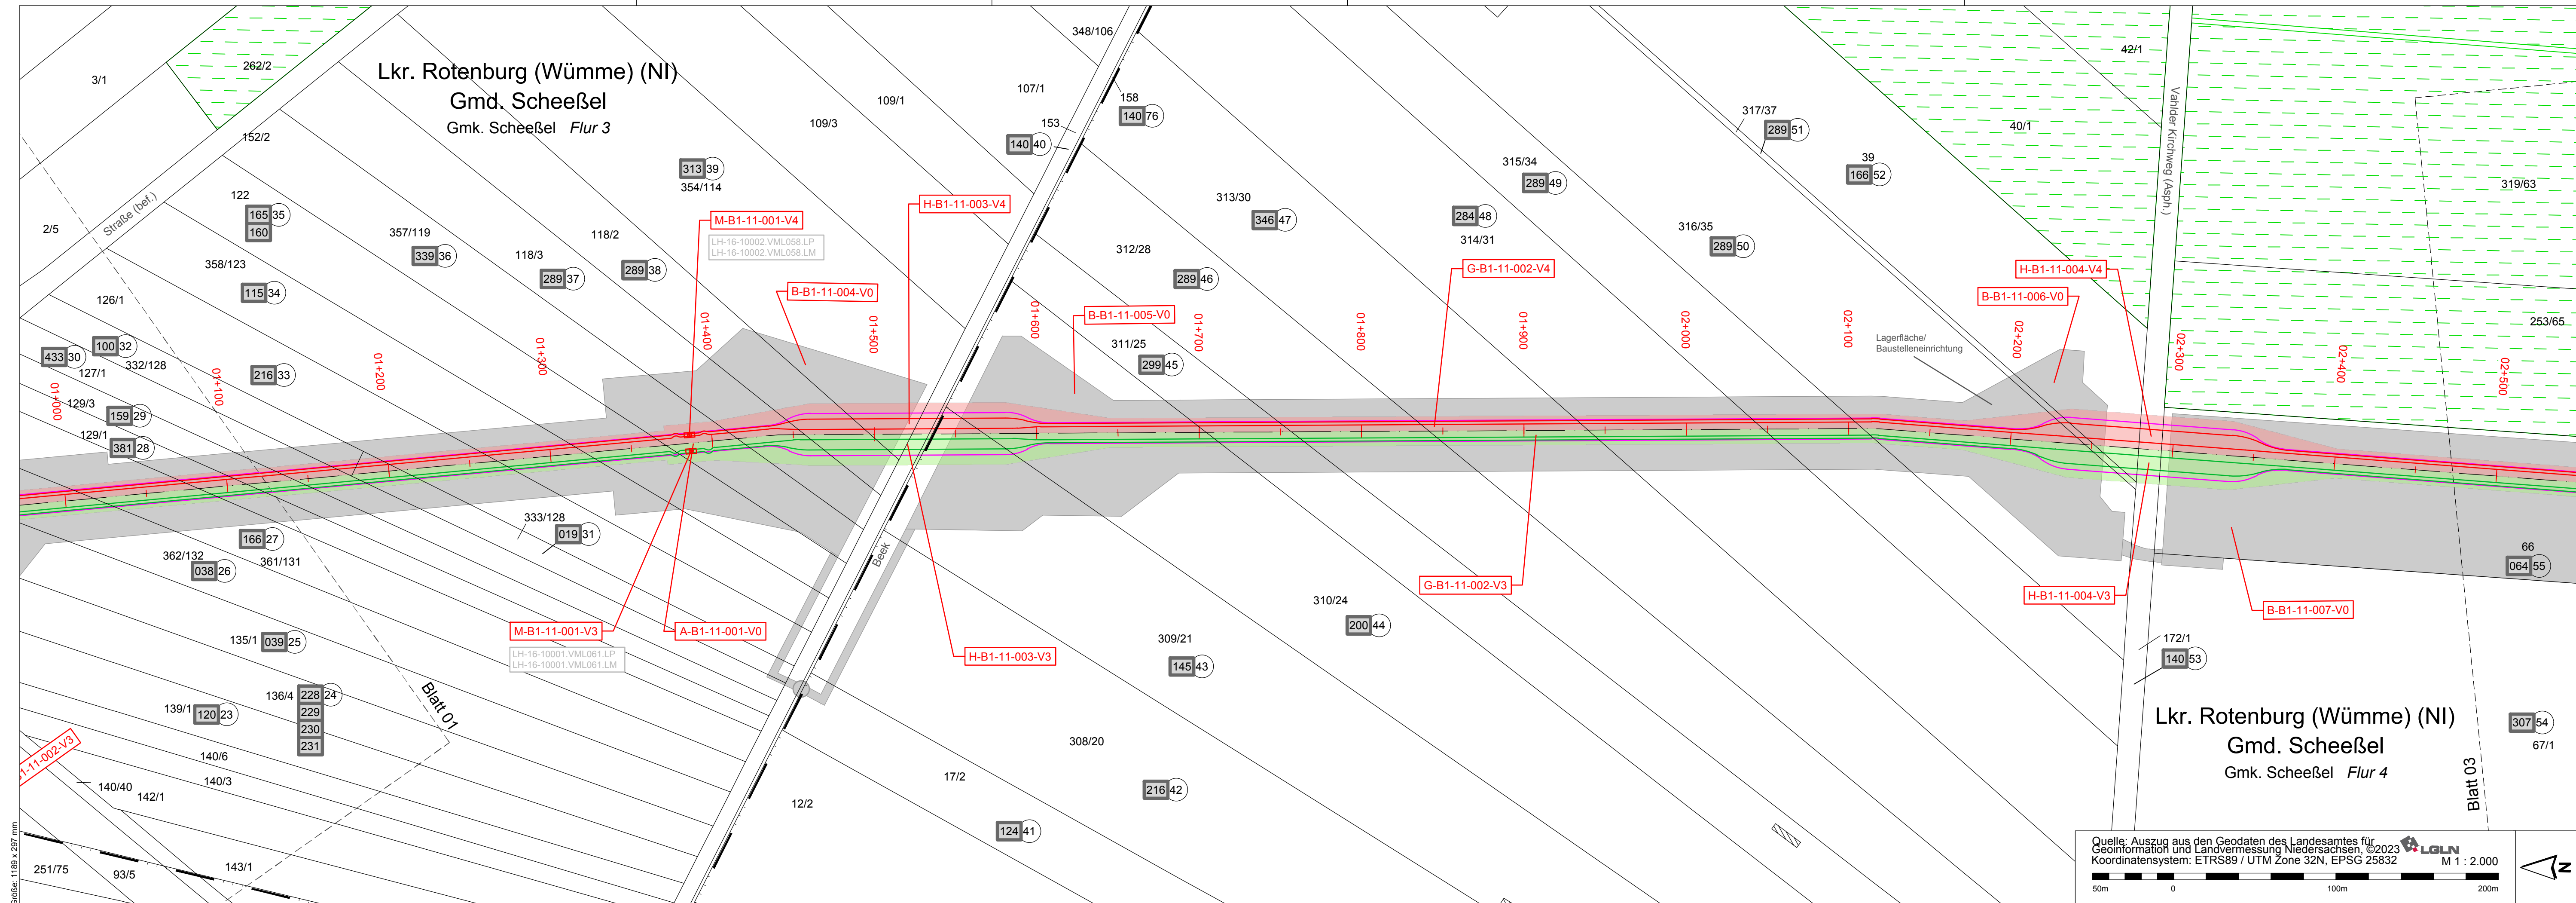 348/106
42/1
262/2
3/1
Lkr. Rotenburg (Wümme) (NI)
Gmd. Scheeßel
Gmk. Scheeßel Flur 3
107/1
158
140 76
109/1
109/3
153
140 40
317/37
289 51
40/1
Vahlder Kirchweg (Asph.)
152/2
313 39
354/114
315/34
289 49
39
166 52
319/63
122
165 35
160
Straße (bef.)
2/5
357/119
339 36
118/2
118/3
289 38
289 37
M-B1-11-001-V4
LH-16-10002.VML058.LP
LH-16-10002.VML058.LM
H-B1-11-003-V4
313/30
346 47
284 48
314/31
316/35
289 50
312/28
289 46
358/123
115 34
126/1
G-B1-11-002-V4
H-B1-11-004-V4
B-B1-11-006-V0
B-B1-11-004-V0
B-B1-11-005-V0
253/65
100 32
433 30
332/128
127/1
216 33
129/3
159 29
129/1
381 28
311/25
299 45
Lagerfläche/
Baustelleneinrichtung
01+000
01+100
01+200
01+300
01+400
01+500
01+600
01+700
01+800
01+900
02+000
02+100
02+200
02+300
02+400
02+500
333/128
019 31
166 27
362/132
361/131
038 26
Beek
66
064 55
G-B1-11-002-V3
H-B1-11-004-V3
B-B1-11-007-V0
310/24
200 44
M-B1-11-001-V3
A-B1-11-001-V0
LH-16-10001.VML061.LP
LH-16-10001.VML061.LM
H-B1-11-003-V3
309/21
145 43
135/1
039 25
172/1
140 53
136/4
228 24
229
230
231
139/1
120 23
Blatt 01
Lkr. Rotenburg (Wümme) (NI)
Gmd. Scheeßel
Gmk. Scheeßel Flur 4
307 54
67/1
Blatt 03
1-11-002-V3
140/6
140/3
140/40
142/1
308/20
216 42
17/2
12/2
124 41
251/75
93/5
143/1
Größe: 1189 x 297 mm
Quelle: Auszug aus den Geodaten des Landesamtes für
Geoinformation und Landvermessung Niedersachsen, ©2023
LGLN
Koordinatensystem: ETRS89 / UTM Zone 32N, EPSG 25832
M 1 : 2.000
50m 0 100m 200m
N